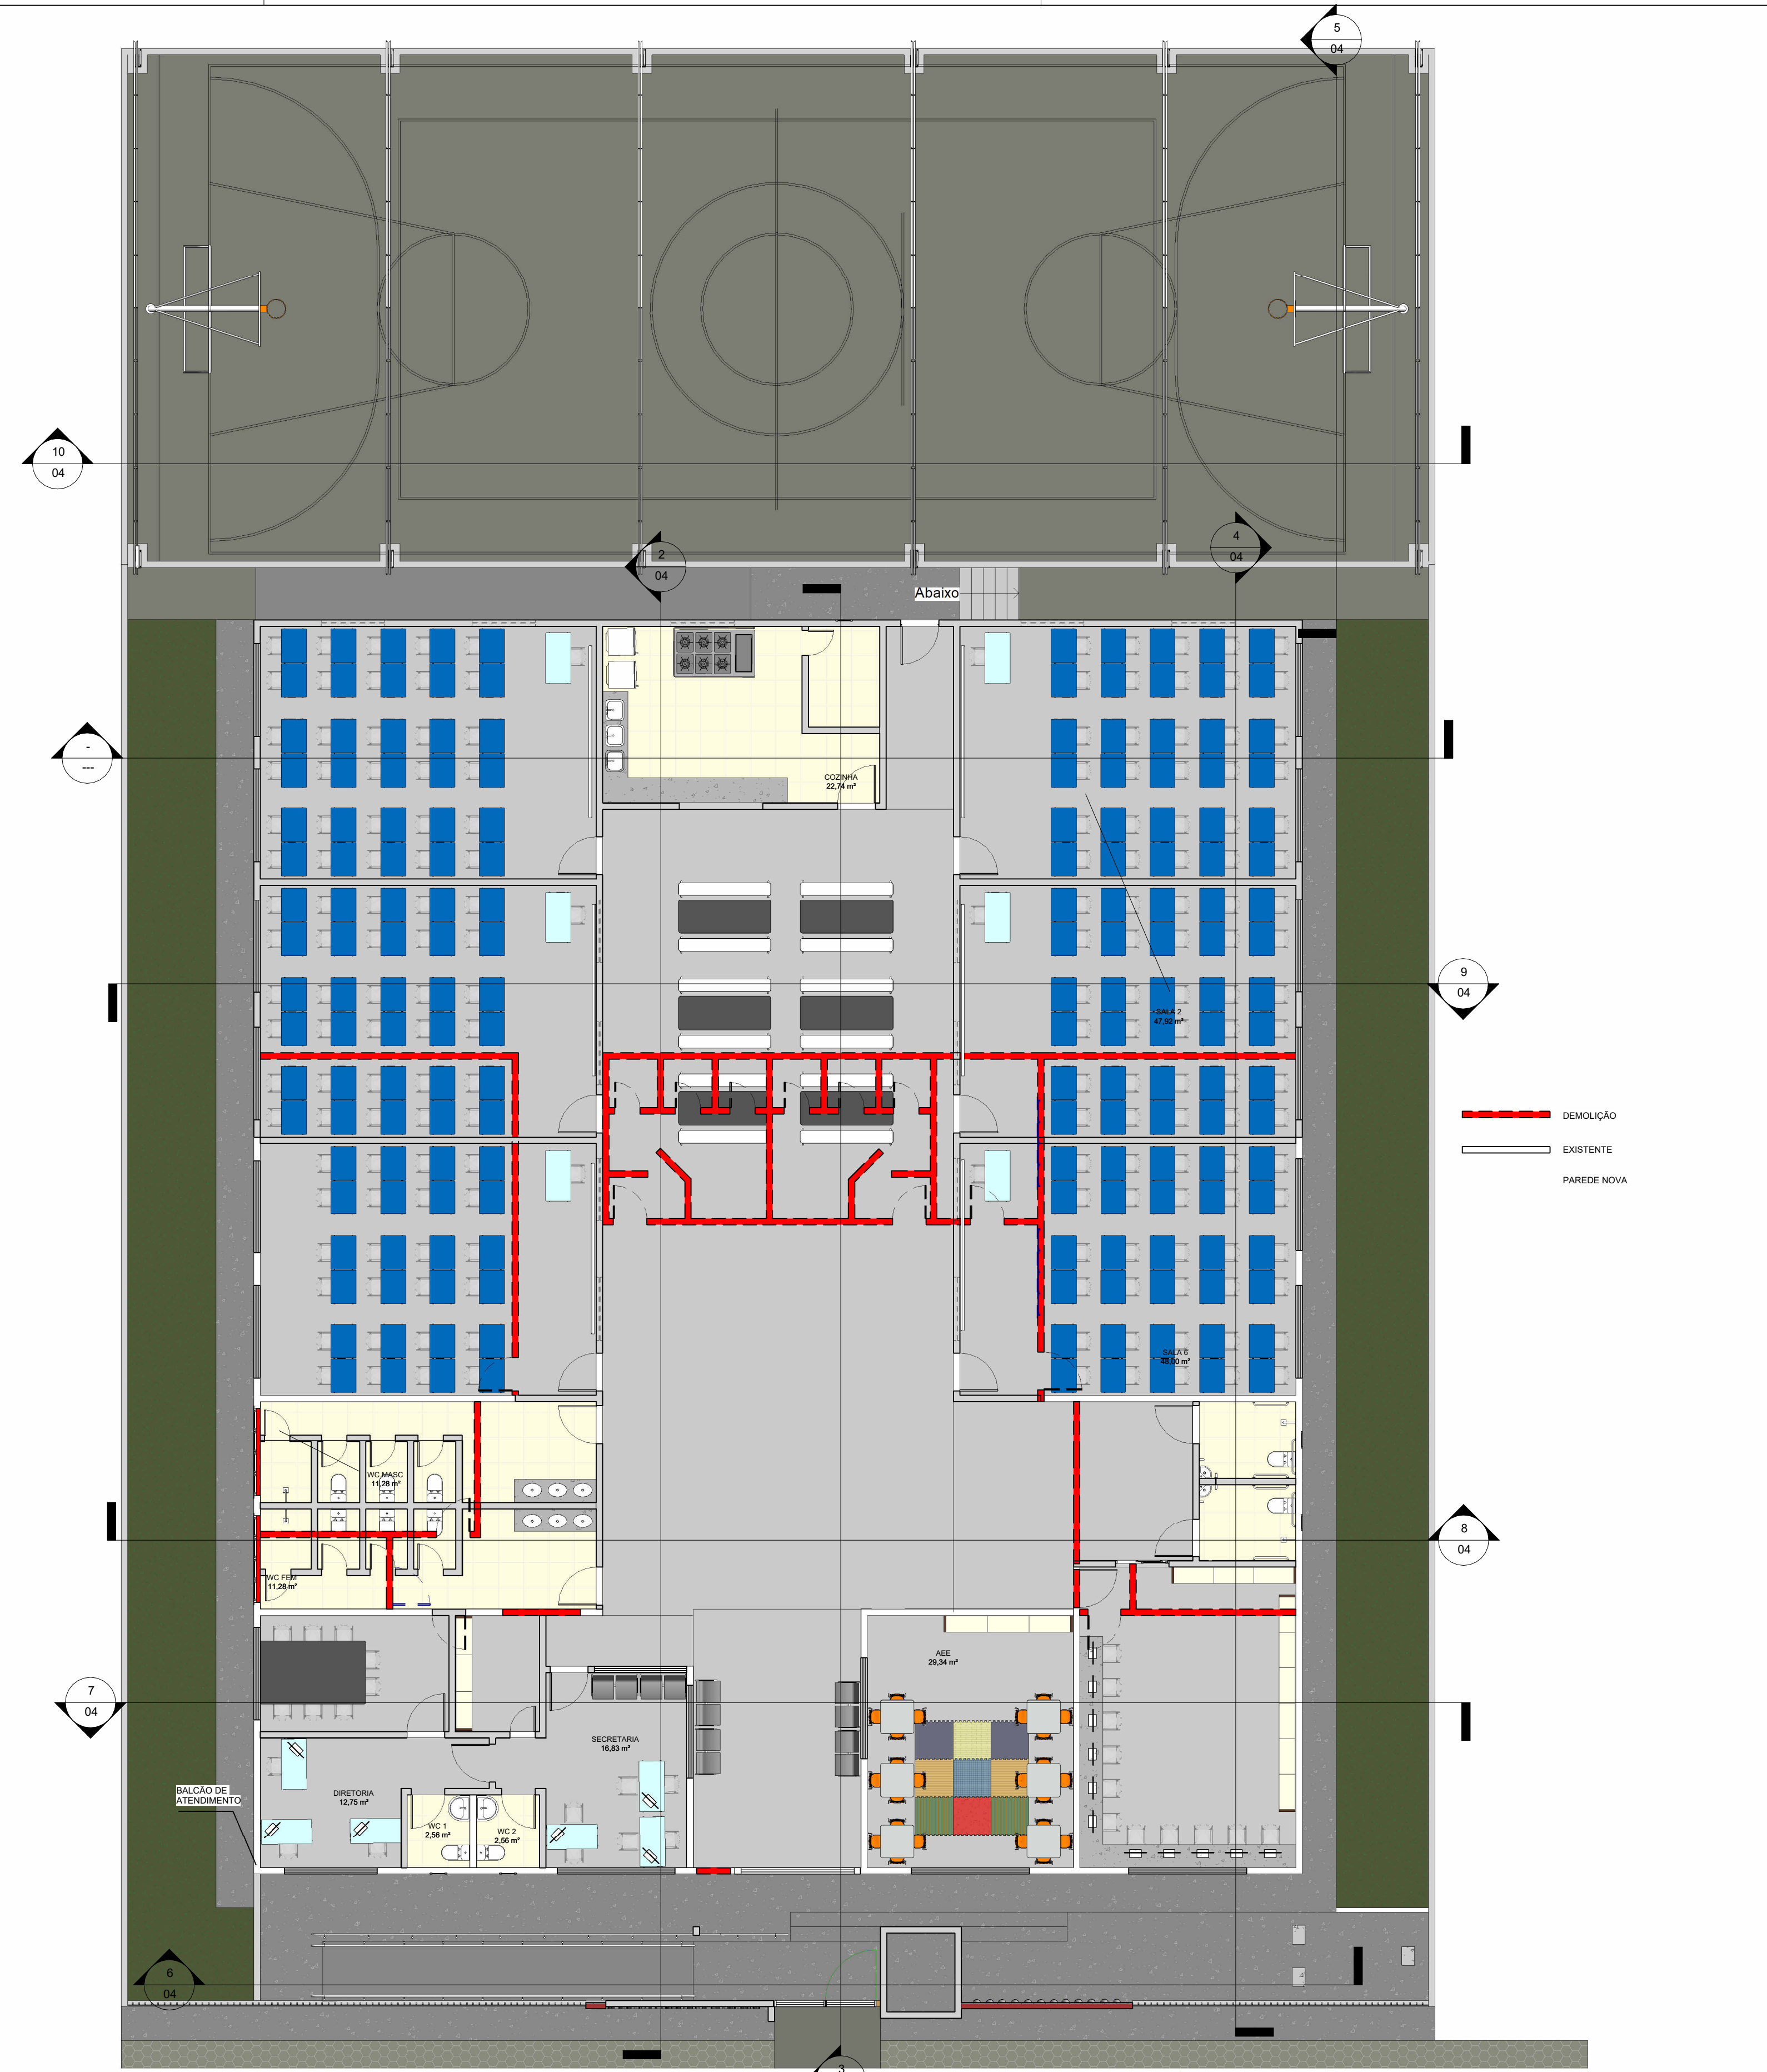 5
04
10
04
2
04
4
04
Abaixo
-
---
COZINHA
22,74 m²
9
04
SALA 2
47,92 m²
DEMOLIÇÃO
EXISTENTE
PAREDE NOVA
SALA 6
48,00 m²
WC MASC
11,28 m²
8
04
WC FEM
11,28 m²
AEE
29,34 m²
7
04
SECRETARIA
16,83 m²
BALCÃO DE
ATENDIMENTO
DIRETORIA
12,75 m²
WC 1
2,56 m²
WC 2
2,56 m²
6
04
3